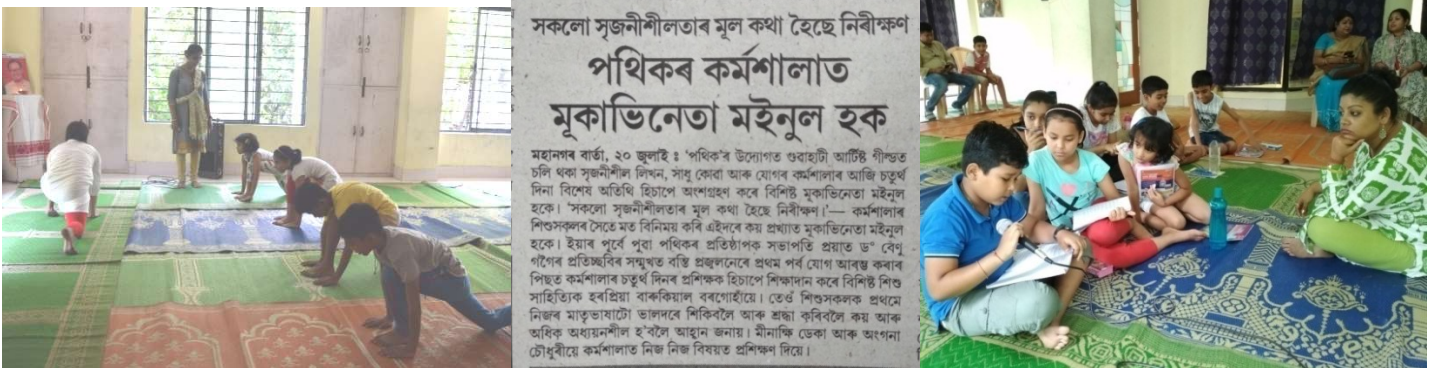 সকলো সৃজনীশীলতাৰ মূল কথা হৈছে নিৰীক্ষণ
পথিকৰ কৰ্মশালাত
মূকাভিনেতা মইনুল হক
মহানগৰ বাৰ্তা, ২০ জুলাই ঃ ‘পথিক’ৰ উদ্যোগত গুৱাহাটী আৰ্টিষ্ট গীল্ডত
চলি থকা সৃজনীশীল লিখন, সাধু কোৱা আৰু যোগৰ কৰ্মশালাৰ আজি চতুৰ্থ
দিনা বিশেষ অতিথি হিচাপে অংশগ্ৰহণ কৰে বিশিষ্ট মূকাভিনেতা মইনুল
হকে। ‘সকলো সৃজনীশীলতাৰ মূল কথা হৈছে নিৰীক্ষণ।’— কৰ্মশালাৰ
শিশুসকলৰ সৈতে মত বিনিময় কৰি এইদৰে কয় প্ৰখ্যাত মূকাভিনেতা মইনুল
হকে। ইয়াৰ পূৰ্বে পুৱা পথিকৰ প্ৰতিষ্ঠাপক সভাপতি প্ৰয়াত ড° ৰেণু
গগৈৰ প্ৰতিচ্ছবিৰ সন্মুখত বন্তি প্ৰজ্বলনেৰে প্ৰথম পৰ্ব যোগ আৰম্ভ কৰাৰ
পিছত কৰ্মশালাৰ চতুৰ্থ দিনৰ প্ৰশিক্ষক হিচাপে শিক্ষাদান কৰে বিশিষ্ট শিশু
সাহিত্যিক হৰপ্ৰিয়া বাৰুকিয়াল বৰগোহাঁয়ে। তেওঁ শিশুসকলক প্ৰথমে
নিজৰ মাতৃভাষাটো ভালদৰে শিকিবলৈ আৰু শ্ৰদ্ধা কৰিবলৈ কয় আৰু
অধিক অধ্যয়নশীল হ’বলৈ আহ্বান জনায়। মীনাক্ষি ডেকা আৰু অংগনা
চৌধুৰীয়ে কৰ্মশালাত নিজ নিজ বিষয়ত প্ৰশিক্ষণ দিয়ে।